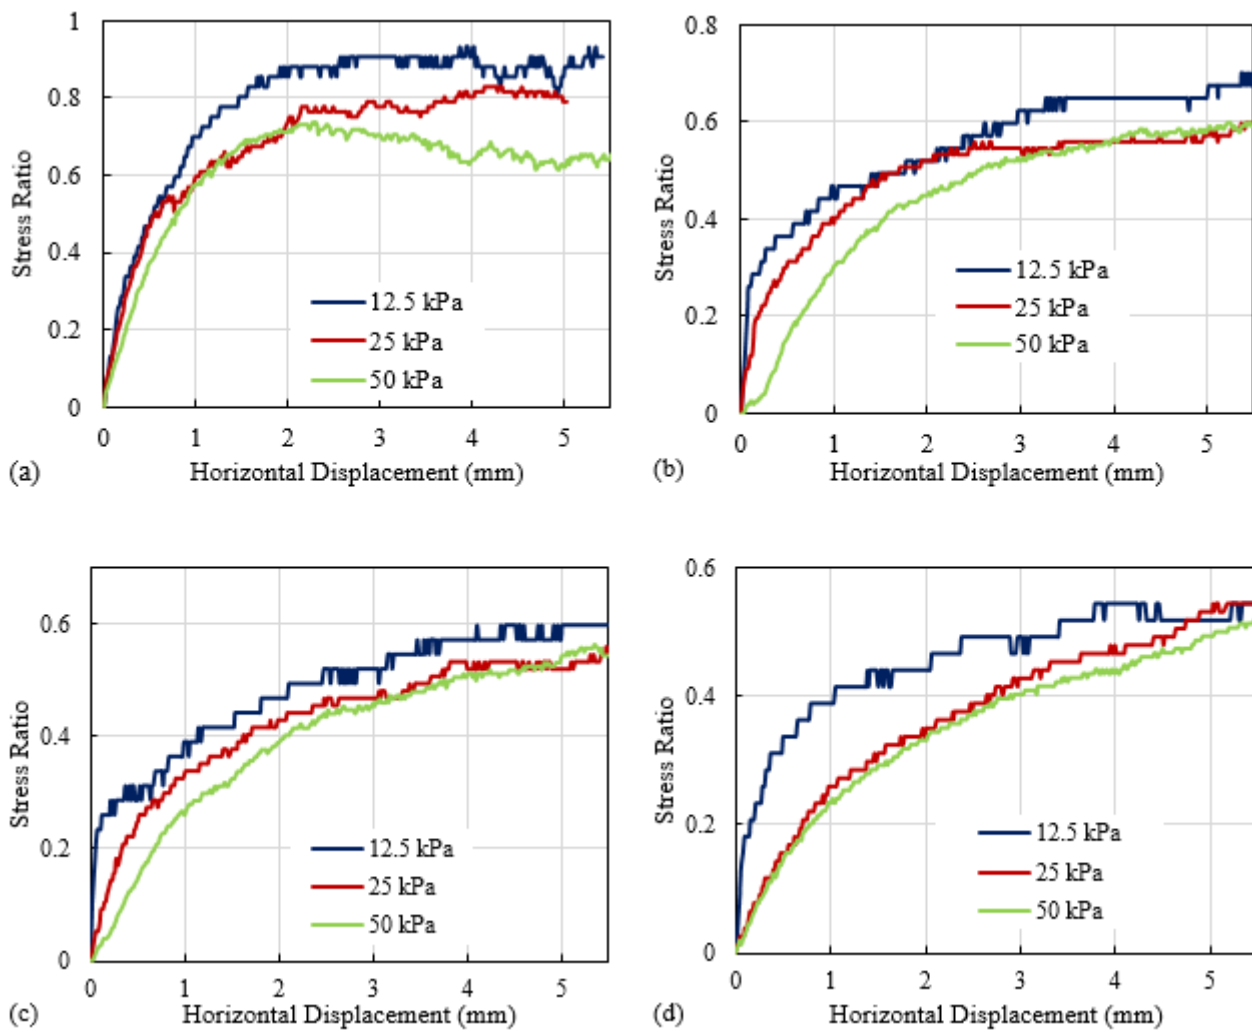 1
0.8
0.6
0.4
0.2
0
Stress Ratio
12.5 kPa
25 kPa
50 kPa
0 1 2 3 4 5
Horizontal Displacement (mm)
(a)
0.8
0.6
0.4
0.2
0
Stress Ratio
12.5 kPa
25 kPa
50 kPa
0 1 2 3 4 5
Horizontal Displacement (mm)
(b)
0.6
0.4
0.2
0
Stress Ratio
12.5 kPa
25 kPa
50 kPa
0 1 2 3 4 5
Horizontal Displacement (mm)
(c)
0.6
0.4
0.2
0
Stress Ratio
12.5 kPa
25 kPa
50 kPa
0 1 2 3 4 5
Horizontal Displacement (mm)
(d)